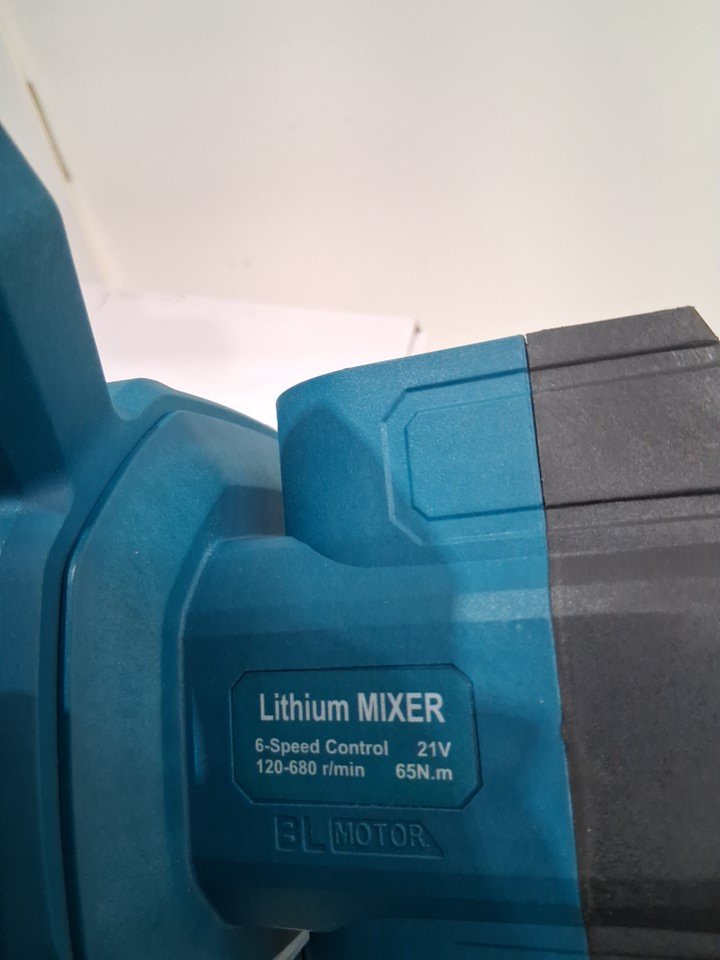 Lithium MIXER
6-Speed Control 21V
120-680 r/min 65N.m
BL MOTOR